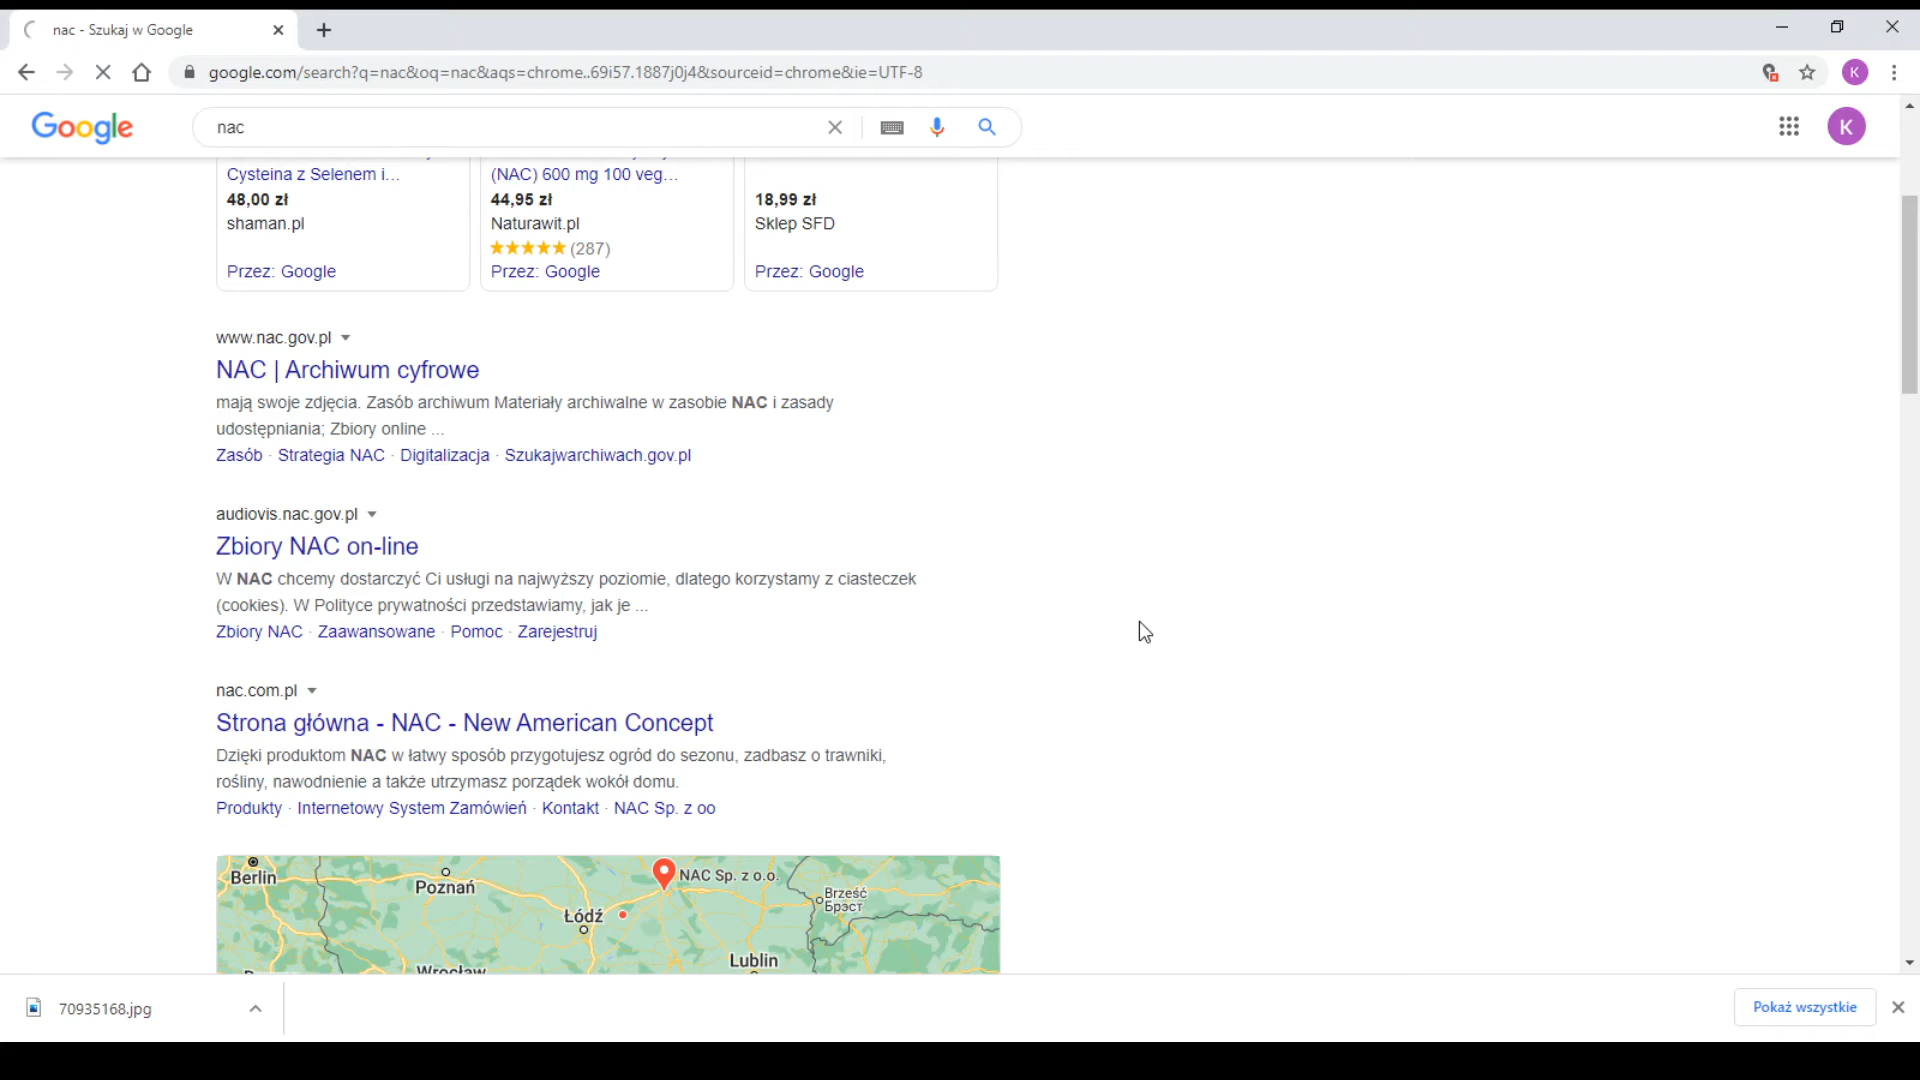 nac - Szukaj w Google
google.com/search?q=nac&oq=nac&aqs=chrome..69i57.1887j0j4&sourceid=chrome&ie=UTF-8
K
Google
nac
K
Cysteina z Selenem i...
48,00 zł
shaman.pl
Przez: Google
(NAC) 600 mg 100 veg...
44,95 zł
Naturawit.pl
(287)
Przez: Google
18,99 zł
Sklep SFD
Przez: Google
www.nac.gov.pl
NAC | Archiwum cyfrowe
mają swoje zdjęcia. Zasób archiwum Materiały archiwalne w zasobie NAC i zasady
udostępniania; Zbiory online ...
Zasób · Strategia NAC · Digitalizacja · Szukajwarchiwach.gov.pl
audiovis.nac.gov.pl
Zbiory NAC on-line
W NAC chcemy dostarczyć Ci usługi na najwyższy poziomie, dlatego korzystamy z ciasteczek
(cookies). W Polityce prywatności przedstawiamy, jak je ...
Zbiory NAC · Zaawansowane · Pomoc · Zarejestruj
nac.com.pl
Strona główna - NAC - New American Concept
Dzięki produktom NAC w łatwy sposób przygotujesz ogród do sezonu, zadbasz o trawniki,
rośliny, nawodnienie a także utrzymasz porządek wokół domu.
Produkty · Internetowy System Zamówień · Kontakt · NAC Sp. z oo
Berlin
Poznań
NAC Sp. z o.o.
Brześć
Брэст
Łódź
Lublin
Wrocław
70935168.jpg
Pokaż wszystkie